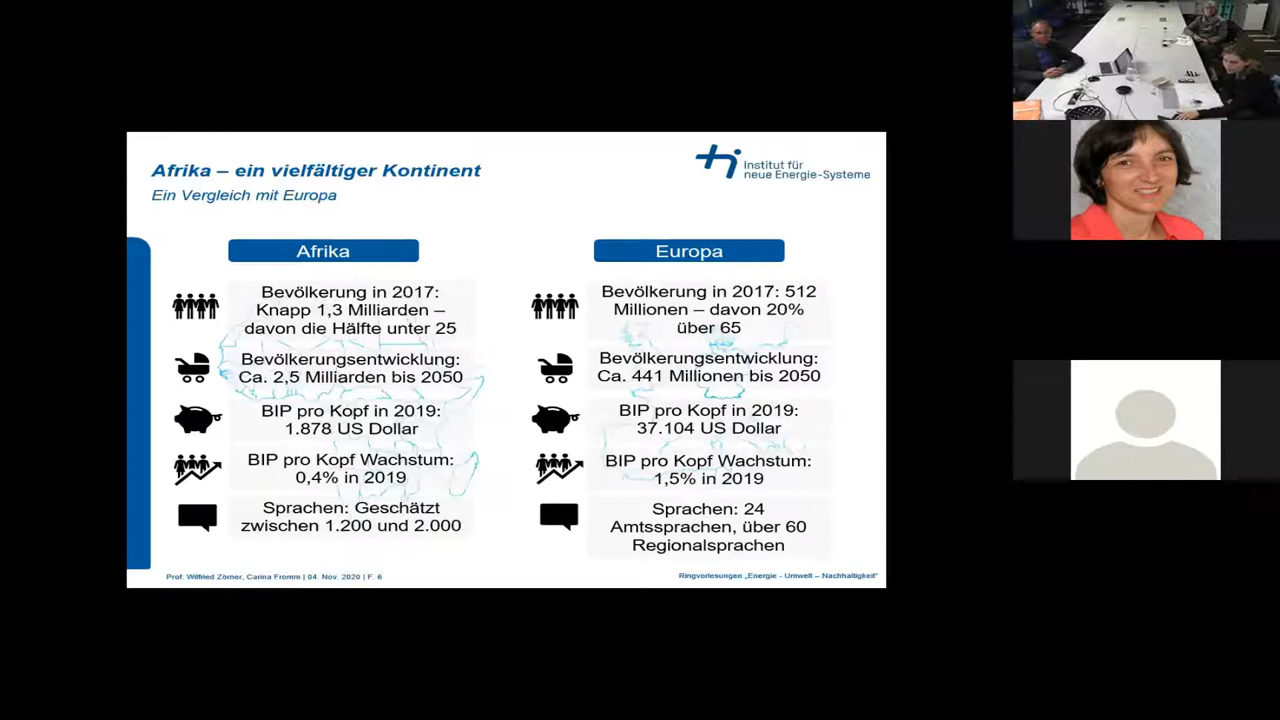 Afrika – ein vielfältiger Kontinent
Ein Vergleich mit Europa
Institut für
neue Energie-Systeme
Afrika
Bevölkerung in 2017:
Knapp 1,3 Milliarden –
davon die Hälfte unter 25
Bevölkerungsentwicklung:
Ca. 2,5 Milliarden bis 2050
BIP pro Kopf in 2019:
1.878 US Dollar
BIP pro Kopf Wachstum:
0,4% in 2019
Sprachen: Geschätzt
zwischen 1.200 und 2.000
Europa
Bevölkerung in 2017: 512
Millionen – davon 20%
über 65
Bevölkerungsentwicklung:
Ca. 441 Millionen bis 2050
BIP pro Kopf in 2019:
37.104 US Dollar
BIP pro Kopf Wachstum:
1,5% in 2019
Sprachen: 24
Amtssprachen, über 60
Regionalsprachen
Prof. Wilfried Zörner, Carina Fromm | 04. Nov. 2020 | F. 6
Ringvorlesungen „Energie - Umwelt – Nachhaltigkeit"